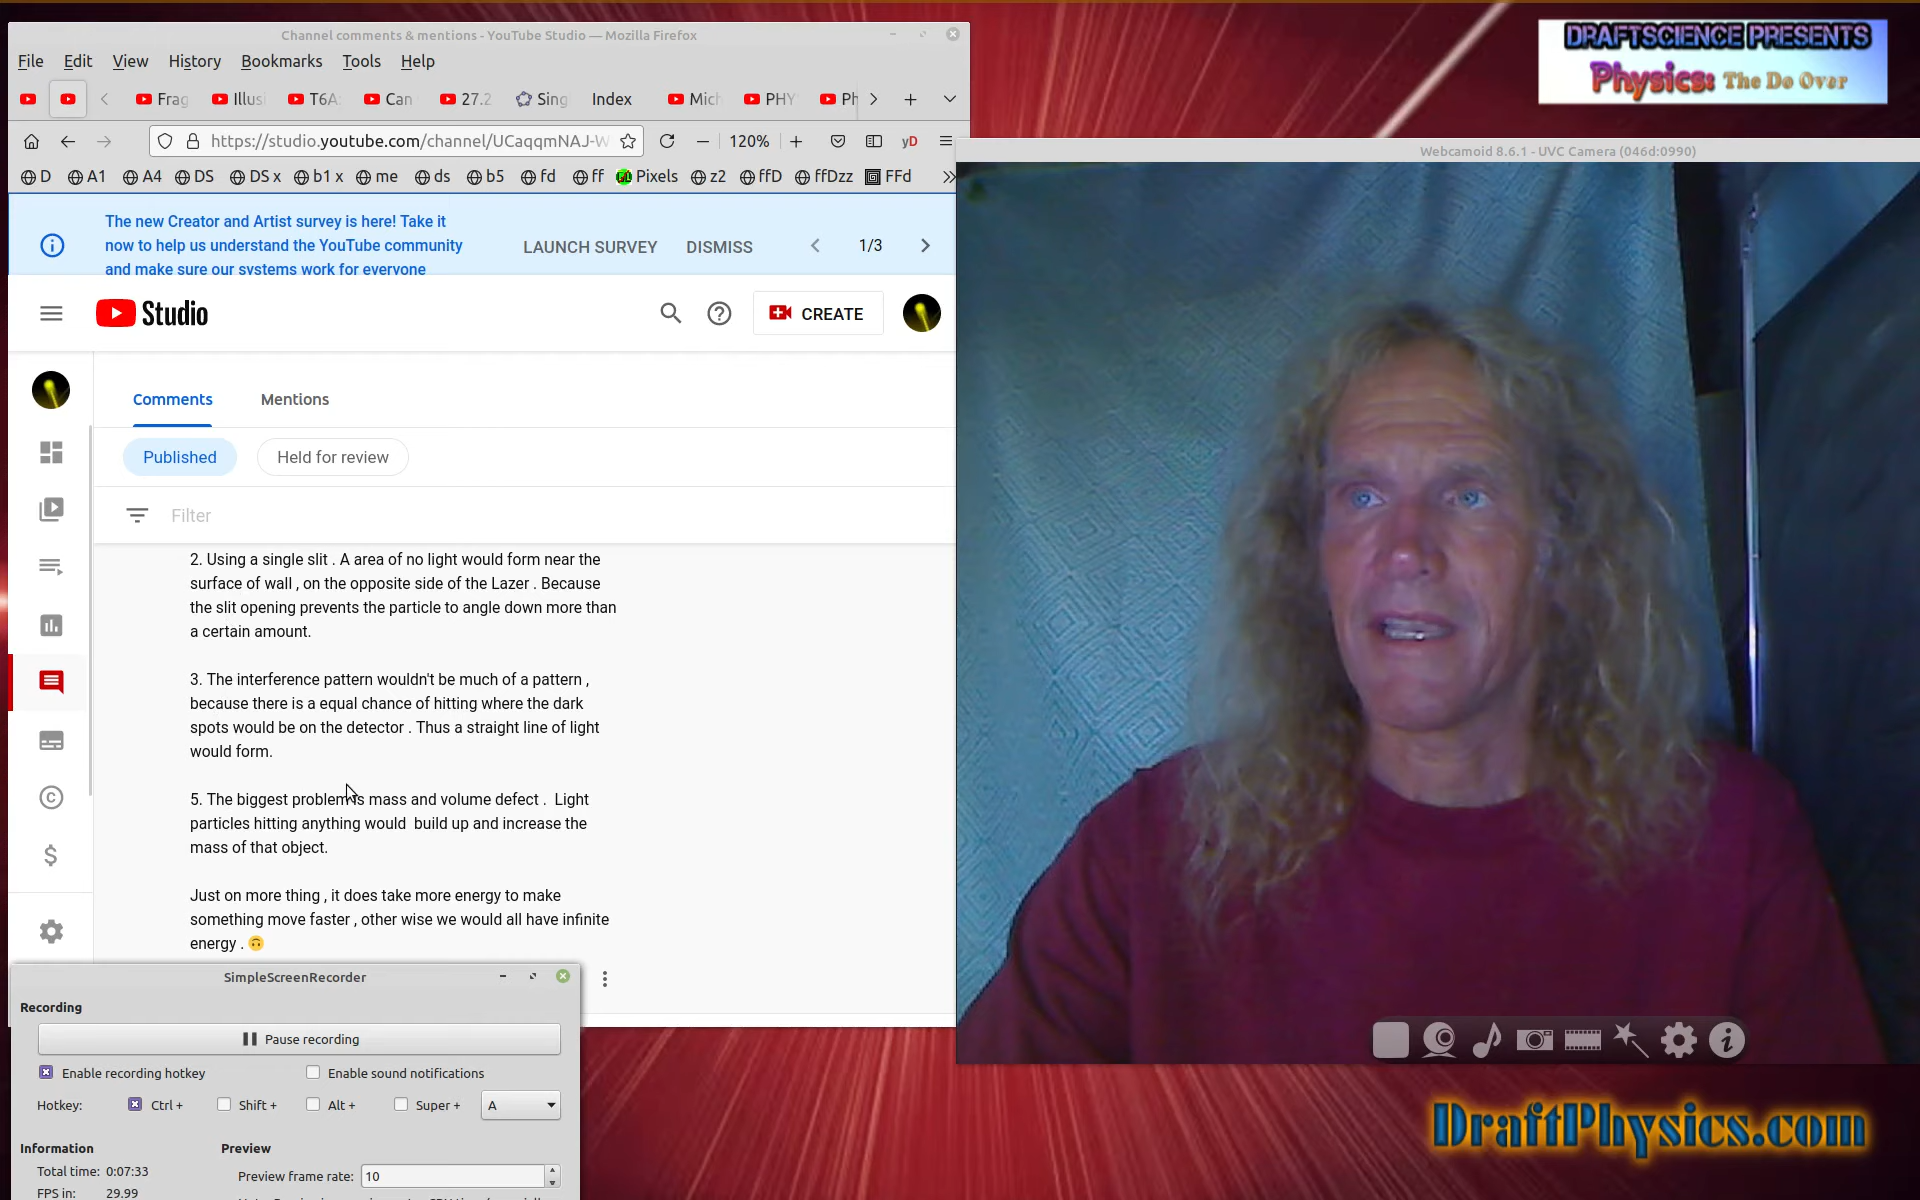 Channel comments & mentions - YouTube Studio — Mozilla Firefox
File Edit View History Bookmarks Tools Help
Frag Illus T6A Can 27.2 Sing Index Mich PHY Ph
https://studio.youtube.com/channel/UCaqqmNAJ-W 120% yD
D A1 A4 DS DS x b1 x me ds b5 fd ff Pixels z2 ffD ffDzz FFd
The new Creator and Artist survey is here! Take it
now to help us understand the YouTube community
and make sure our systems work for everyone
LAUNCH SURVEY DISMISS 1/3
Studio CREATE
Comments Mentions
Published Held for review
Filter
2. Using a single slit . A area of no light would form near the
surface of wall , on the opposite side of the Lazer . Because
the slit opening prevents the particle to angle down more than
a certain amount.
3. The interference pattern wouldn't be much of a pattern ,
because there is a equal chance of hitting where the dark
spots would be on the detector . Thus a straight line of light
would form.
5. The biggest problem is mass and volume defect . Light
particles hitting anything would build up and increase the
mass of that object.
Just on more thing , it does take more energy to make
something move faster , other wise we would all have infinite
energy .
SimpleScreenRecorder
Recording
Pause recording
Enable recording hotkey Enable sound notifications
Hotkey: Ctrl + Shift + Alt + Super + A
Information Preview
Total time: 0:07:33
Preview frame rate: 10
FPS in: 29.99
DRAFTSCIENCE PRESENTS
Physics: The Do Over
Webcamoid 8.6.1 - UVC Camera (046d:0990)
DraftPhysics.com